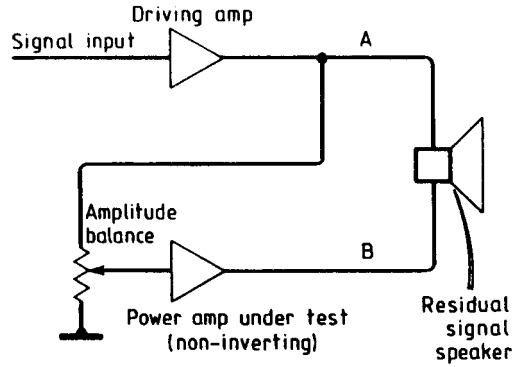 Driving amp
Signal input
A
Amplitude
balance
B
Power amp under test
(non-inverting)
Residual
signal
speaker